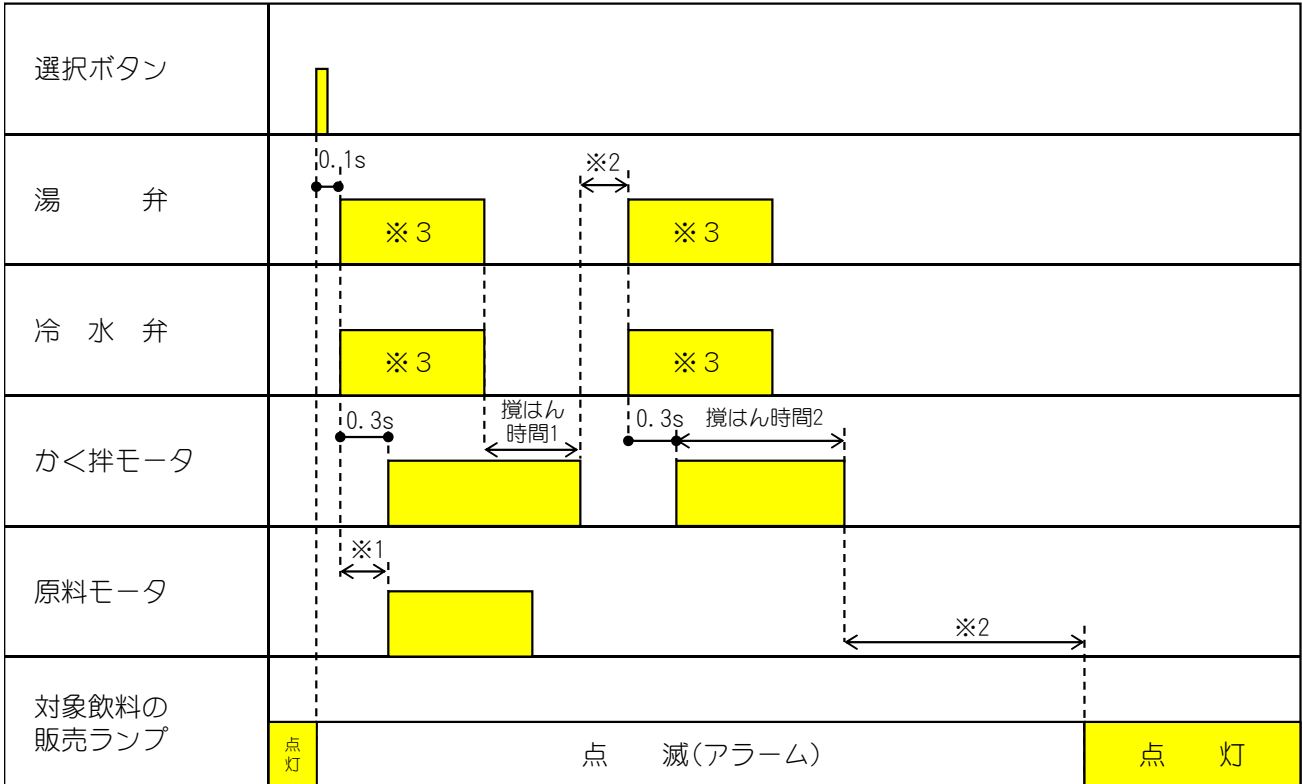 選択ボタン
0.1s
※2
湯　　弁
※3
※3
冷 水 弁
※3
※3
0.3s
攪はん
時間1
0.3s
攪はん時間2
かく拌モータ
※1
原料モータ
※2
対象飲料の
販売ランプ
点
灯
点　　滅(アラーム)
点　　灯